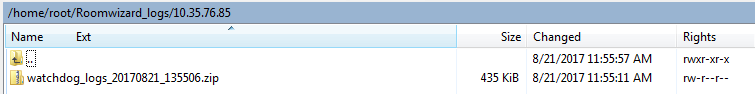 /home/root/Roomwizard_logs/10.35.76.85
Name Ext Size Changed Rights
.. 8/21/2017 11:55:57 AM rwxr-xr-x
watchdog_logs_20170821_135506.zip 435 KiB 8/21/2017 11:55:11 AM rw-r--r--